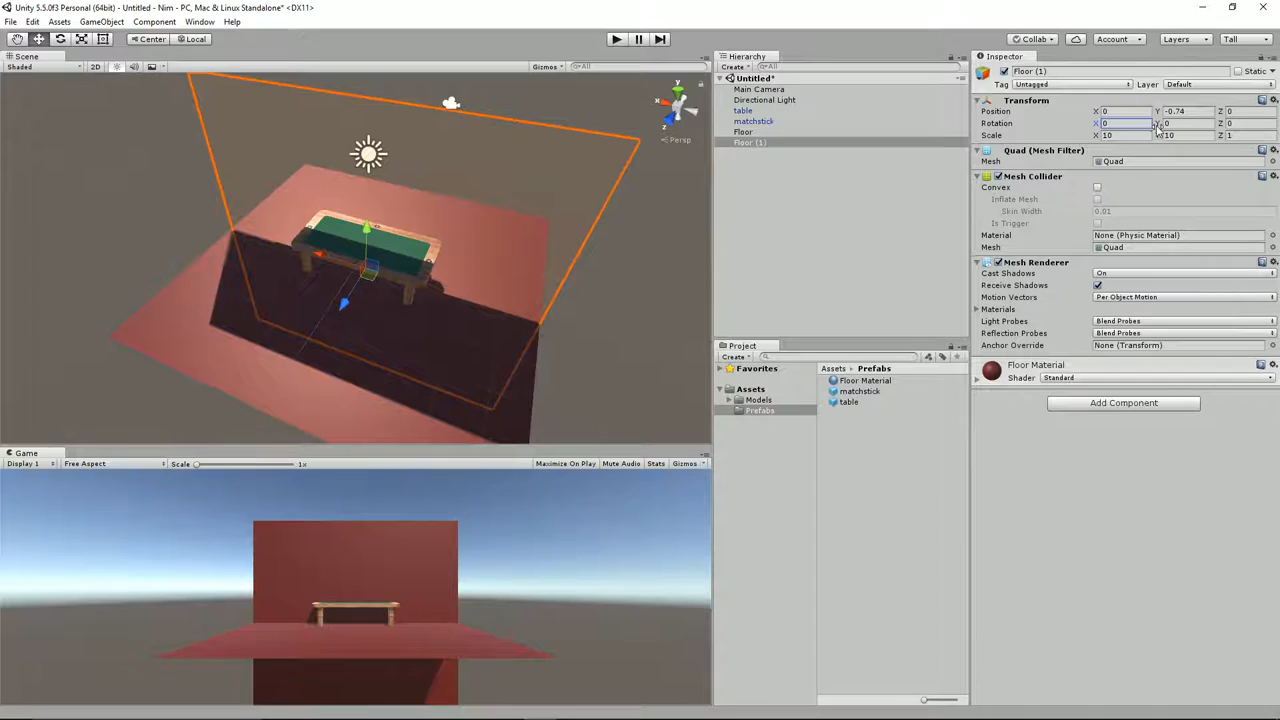 Unity 5.5.0f3 Personal (64bit) - Untitled - Nim - PC, Mac & Linux Standalone* <DX11>
File Edit Assets GameObject Component Window Help
Center Local Collab Account Layers Tall
Scene
Shaded 2D Gizmos All
y
x
z
Persp
Hierarchy
Create All
Untitled*
Main Camera
Directional Light
table
matchstick
Floor
Floor (1)
Inspector
Floor (1) Static
Tag Untagged Layer Default
Transform
Position X 0 Y -0.74 Z 0
Rotation X 0 Y 0 Z 0
Scale X 10 Y 10 Z 1
Quad (Mesh Filter)
Mesh Quad
Mesh Collider
Convex
Inflate Mesh
Skin Width 0.01
Is Trigger
Material None (Physic Material)
Mesh Quad
Mesh Renderer
Cast Shadows On
Receive Shadows
Motion Vectors Per Object Motion
Materials
Light Probes Blend Probes
Reflection Probes Blend Probes
Anchor Override None (Transform)
Floor Material
Shader Standard
Add Component
Project
Create
Favorites
Assets
Models
Prefabs
Assets Prefabs
Floor Material
matchstick
table
Game
Display 1 Free Aspect Scale 1x Maximize On Play Mute Audio Stats Gizmos